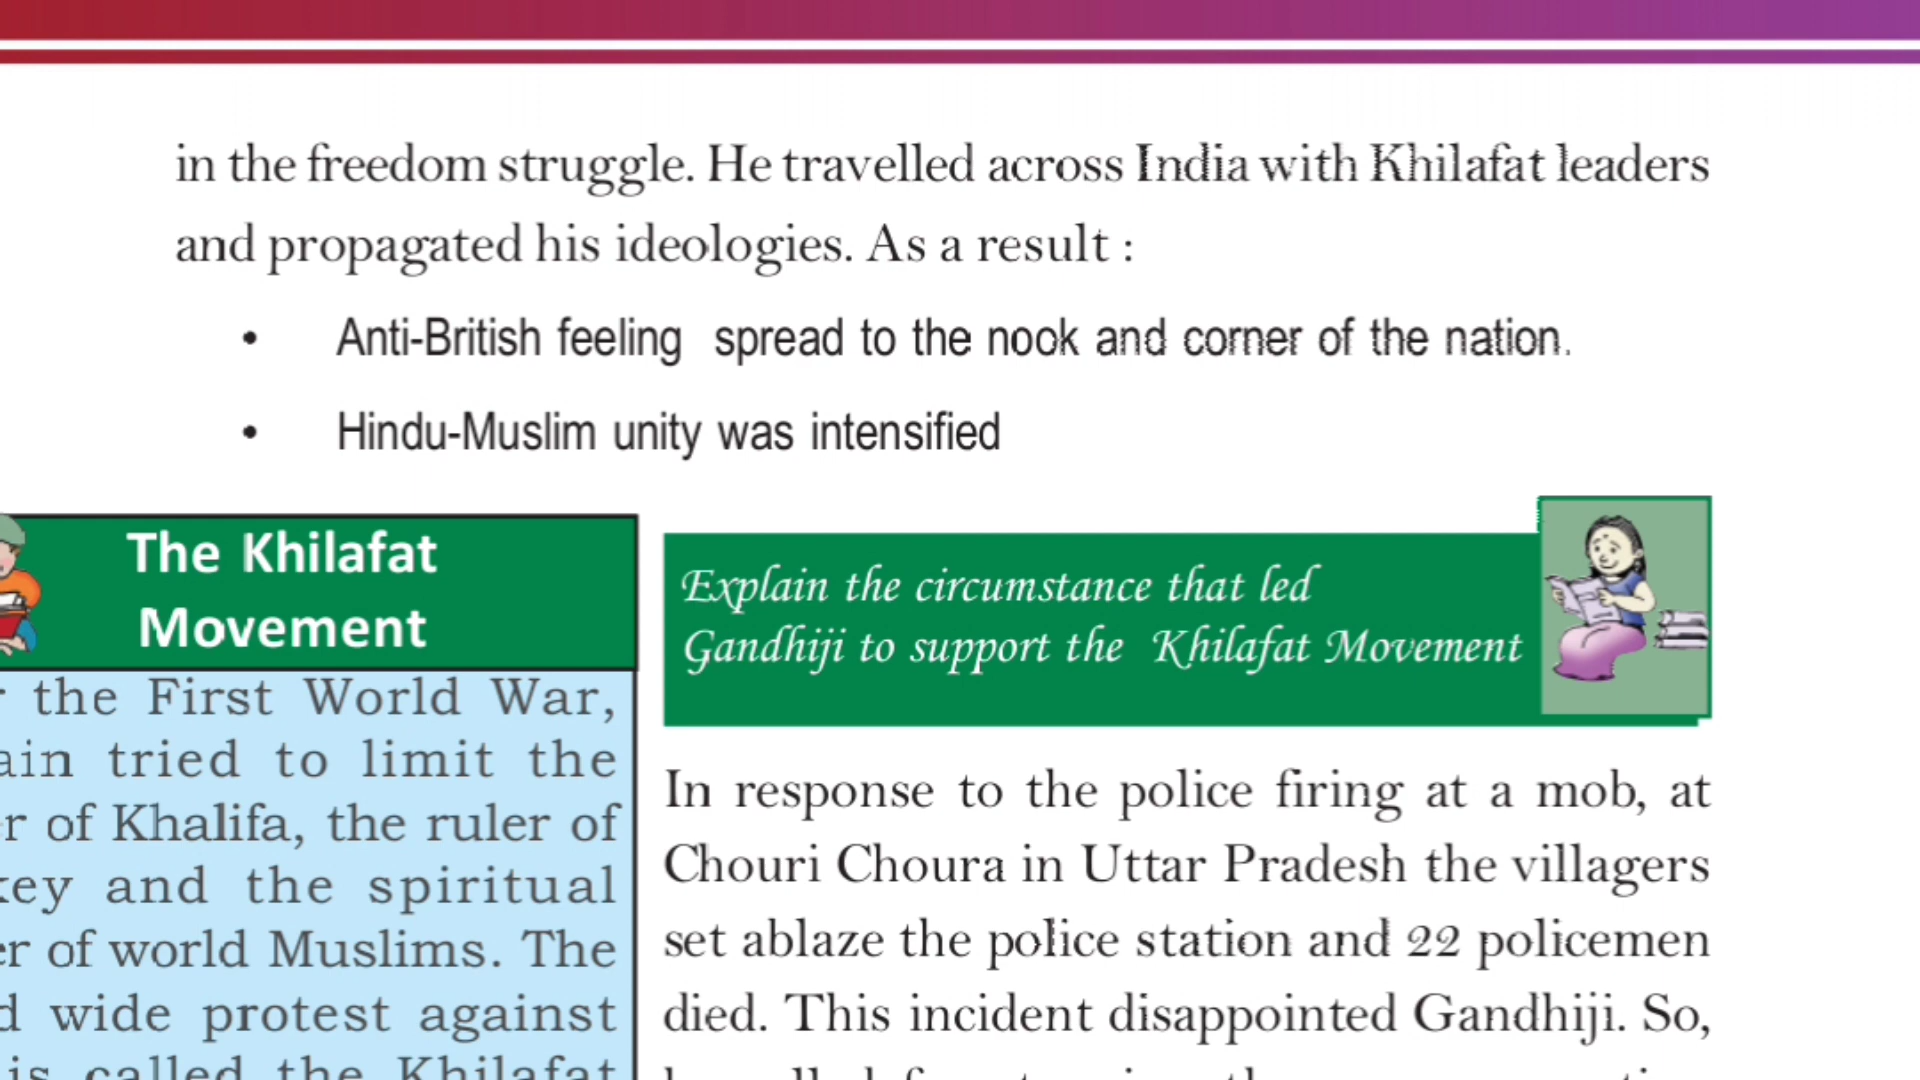 in the freedom struggle. He travelled across India with Khilafat leaders
and propagated his ideologies. As a result :
• Anti-British feeling spread to the nook and corner of the nation.
• Hindu-Muslim unity was intensified
The Khilafat
Movement
the First World War,
tried to limit the
of Khalifa, the ruler of
and the spiritual
of world Muslims. The
wide protest against
is called the Khilafat
Explain the circumstance that led
Gandhiji to support the Khilafat Movement
In response to the police firing at a mob, at
Chouri Choura in Uttar Pradesh the villagers
set ablaze the police station and 22 policemen
died. This incident disappointed Gandhiji. So,